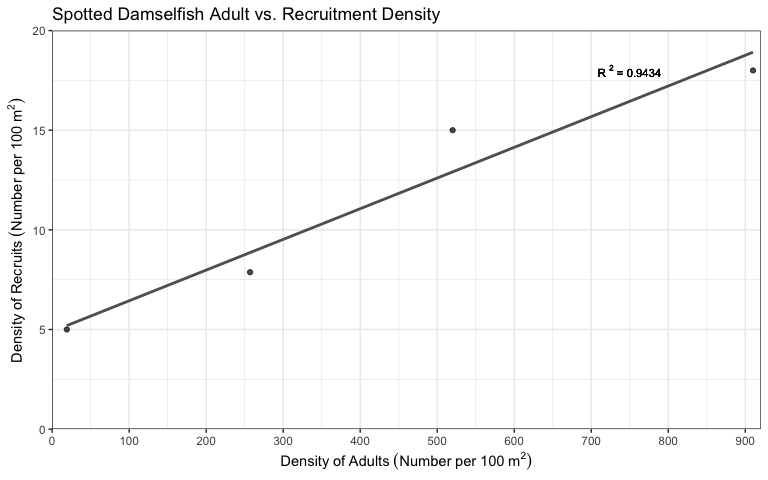 Spotted Damselfish Adult vs. Recruitment Density
R² = 0.9434
Density of Recruits (Number per 100 m²)
20
15
10
5
0
0 100 200 300 400 500 600 700 800 900
Density of Adults (Number per 100 m²)